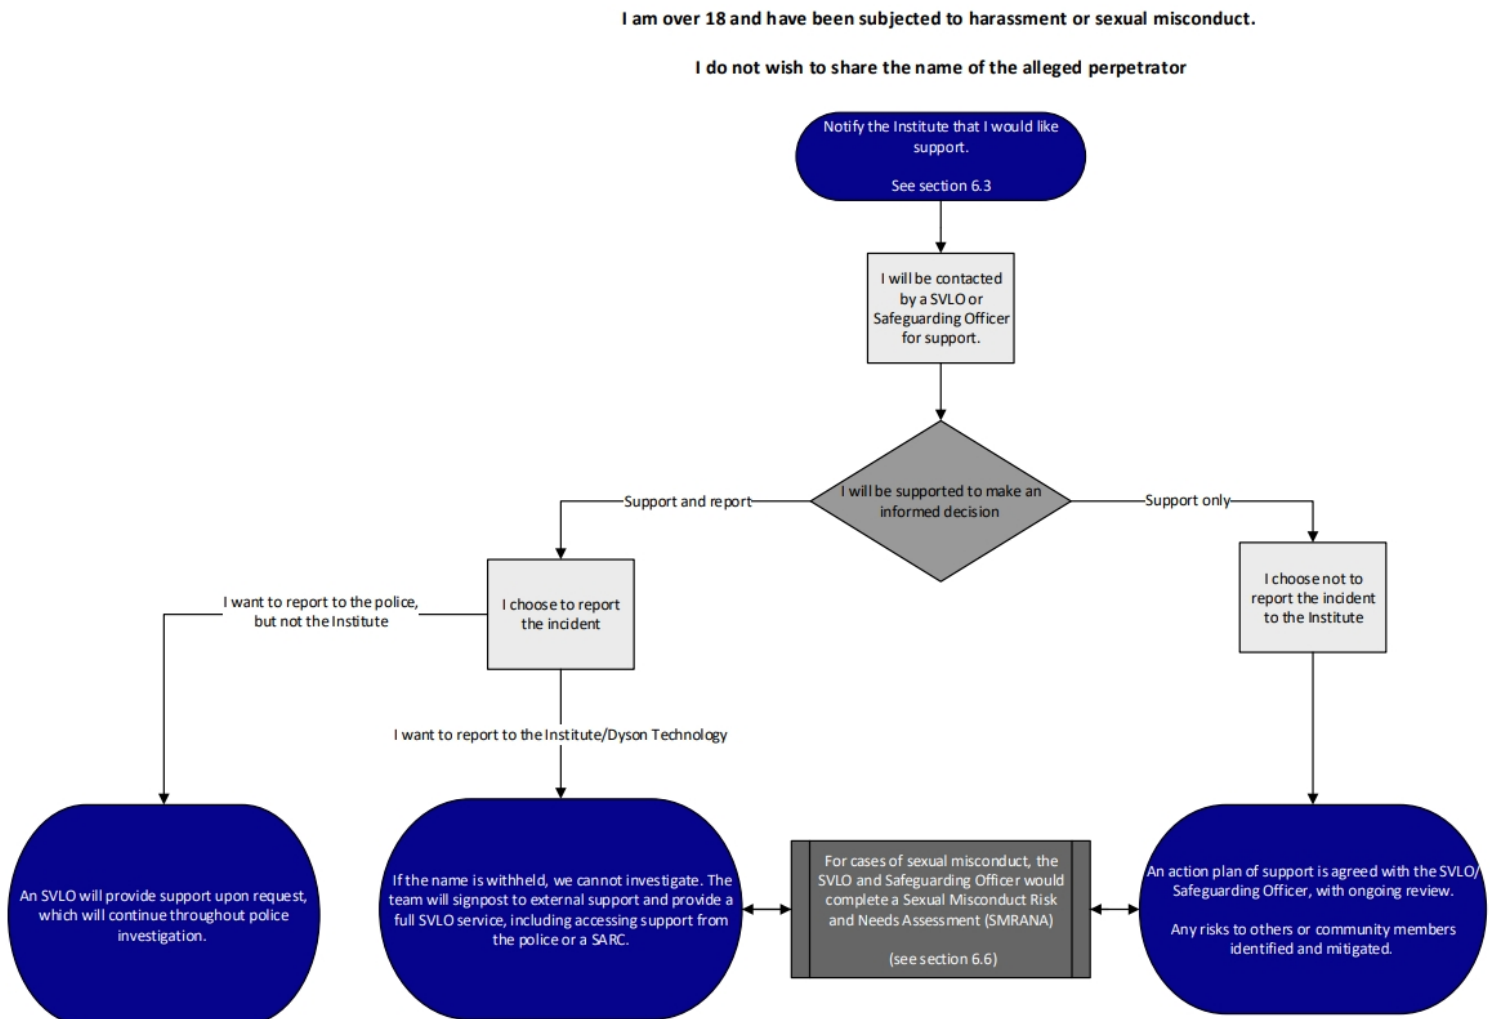 I am over 18 and have been subjected to harassment or sexual misconduct.
I do not wish to share the name of the alleged perpetrator
Notify the Institute that I would like
support.
See section 6.3
I will be contacted
by a SVLO or
Safeguarding Officer
for support.
I will be supported to make an
informed decision
Support and report
Support only
I choose to report
the incident
I choose not to
report the incident
to the Institute
I want to report to the police,
but not the Institute
I want to report to the Institute/Dyson Technology
An SVLO will provide support upon request,
which will continue throughout police
investigation.
If the name is withheld, we cannot investigate. The
team will signpost to external support and provide a
full SVLO service, including accessing support from
the police or a SARC.
For cases of sexual misconduct, the
SVLO and Safeguarding Officer would
complete a Sexual Misconduct Risk
and Needs Assessment (SMRANA)
(see section 6.6)
An action plan of support is agreed with the SVLO/
Safeguarding Officer, with ongoing review.
Any risks to others or community members
identified and mitigated.